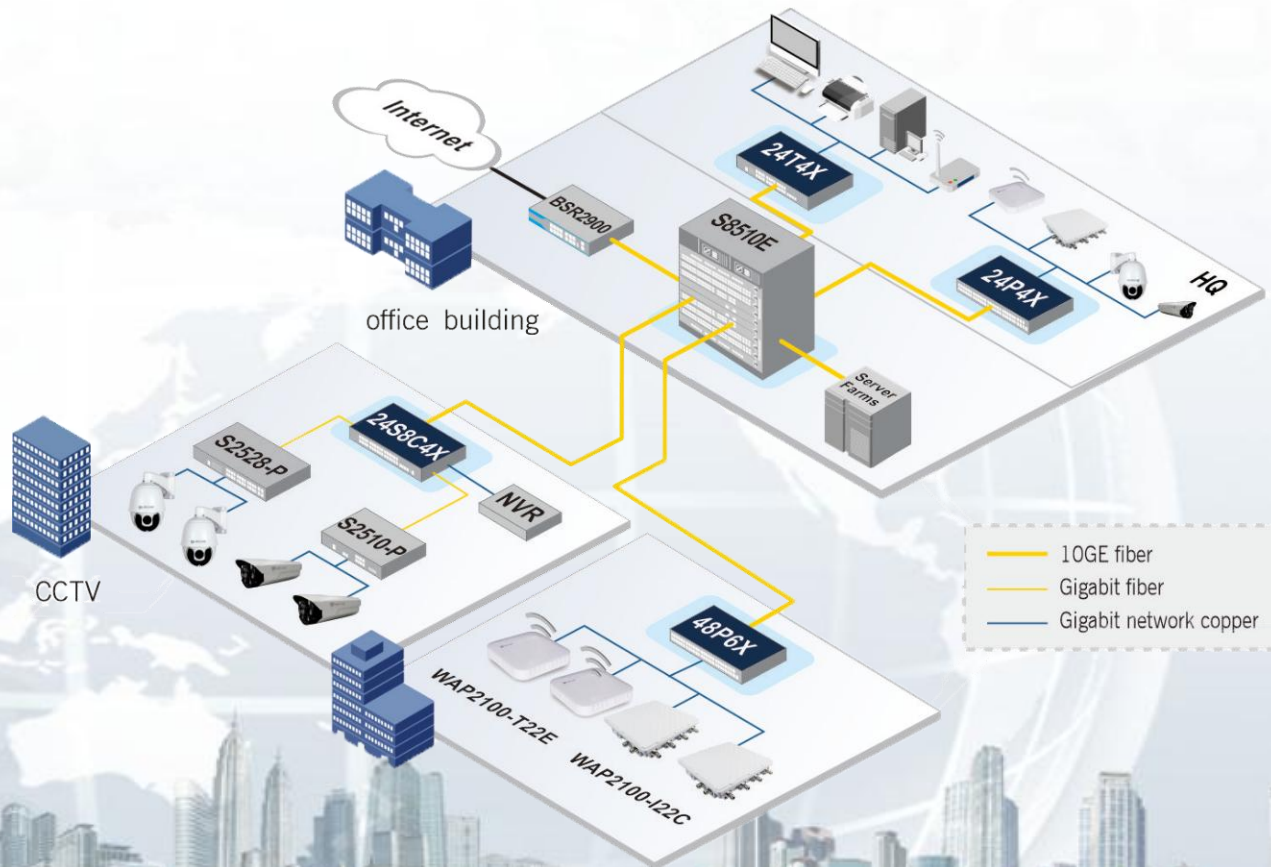 Internet
BSR2900
24T4X
S8510E
24P4X
HQ
office building
Server
Farms
24S8C4X
S2528-P
NVR
S2510-P
CCTV
10GE fiber
Gigabit fiber
Gigabit network copper
48P6X
WAP2100-T22E
WAP2100-I22C